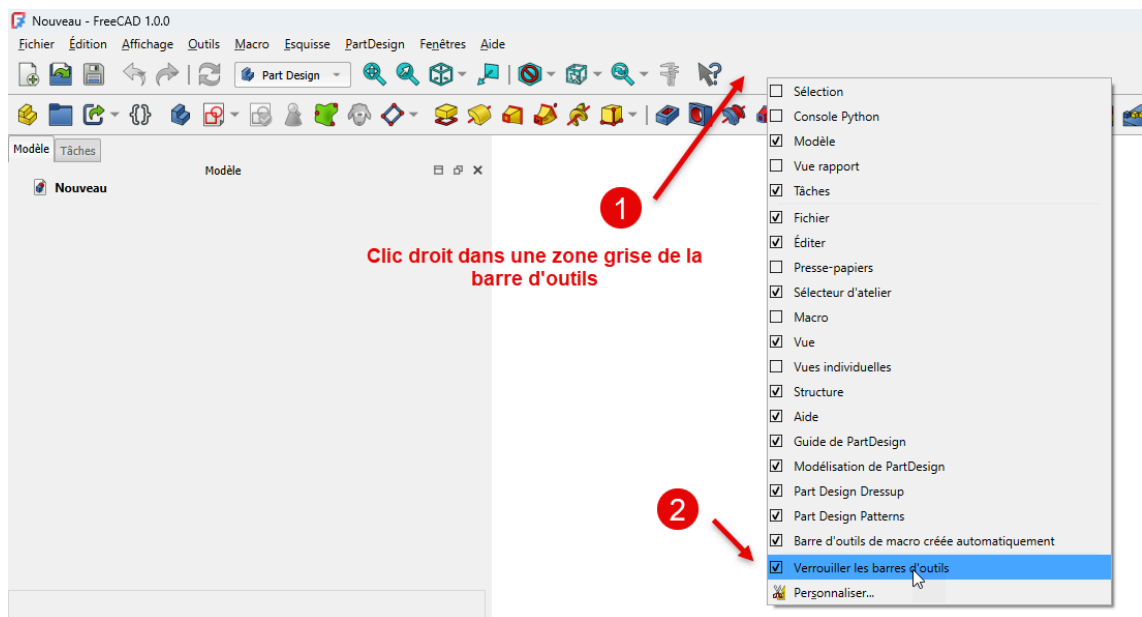 Nouveau - FreeCAD 1.0.0
Fichier Édition Affichage Outils Macro Esquisse PartDesign Fenêtres Aide
Part Design
Modèle Tâches
Modèle
Nouveau
1
Clic droit dans une zone grise de la
barre d'outils
Sélection
Console Python
Modèle
Vue rapport
Tâches
Fichier
Éditer
Presse-papiers
Sélecteur d'atelier
Macro
Vue
Vues individuelles
Structure
Aide
Guide de PartDesign
Modélisation de PartDesign
Part Design Dressup
Part Design Patterns
Barre d'outils de macro créée automatiquement
2
Verrouiller les barres d'outils
Personnaliser...